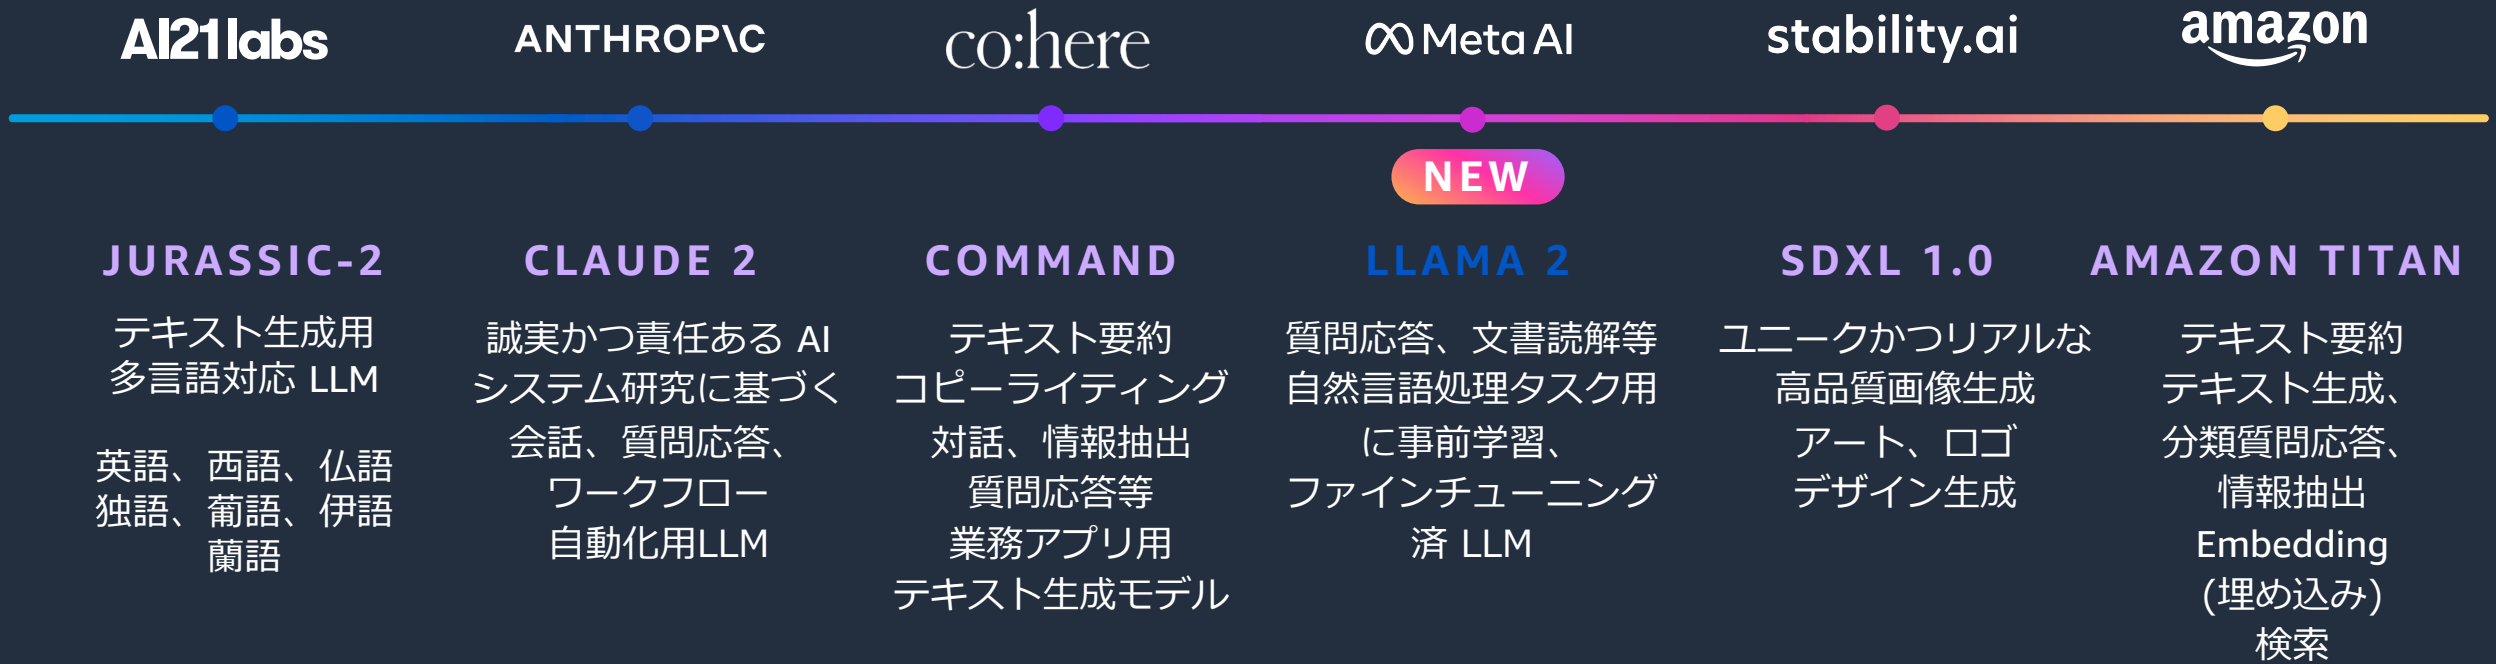 AI21labs
ANTHROP\C
co:here
Meta AI
stability.ai
amazon
NEW
JURASSIC-2
テキスト生成用
多言語対応 LLM
英語、西語、仏語
独語、葡語、伊語
蘭語
CLAUDE 2
誠実かつ責任ある AI
システム研究に基づく
会話、質問応答、
ワークフロー
自動化用LLM
COMMAND
テキスト要約
コピーライティング
対話、情報抽出
質問応答等
業務アプリ用
テキスト生成モデル
LLAMA 2
質問応答、文書読解等
自然言語処理タスク用
に事前学習、
ファインチューニング
済 LLM
SDXL 1.0
ユニークかつリアルな
高品質画像生成
アート、ロゴ
デザイン生成
AMAZON TITAN
テキスト要約
テキスト生成、
分類質問応答、
情報抽出
Embedding
(埋め込み)
検索